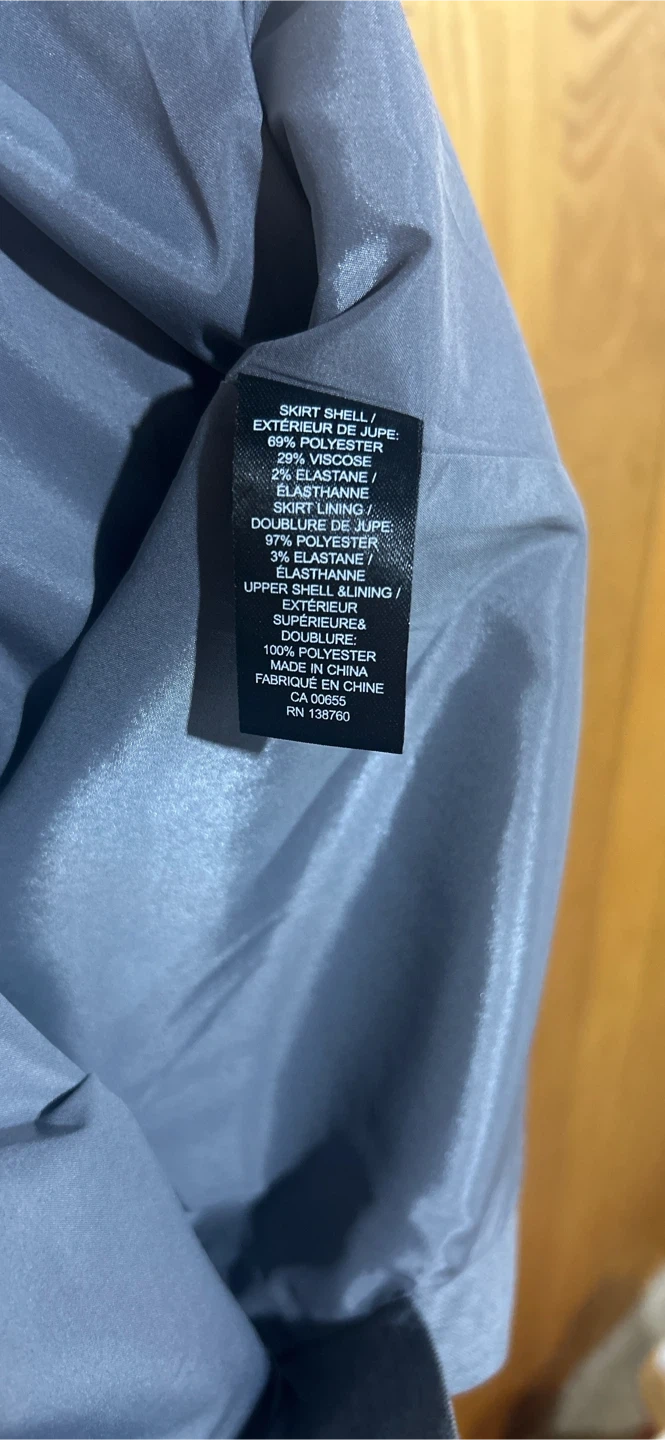 SKIRT SHELL /
EXTÉRIEUR DE JUPE:
69% POLYESTER
29% VISCOSE
2% ELASTANE /
ÉLASTHANNE
SKIRT LINING /
DOUBLURE DE JUPE:
97% POLYESTER
3% ELASTANE /
ÉLASTHANNE
UPPER SHELL &LINING /
EXTÉRIEUR
SUPÉRIEURE&
DOUBLURE:
100% POLYESTER
MADE IN CHINA
FABRIQUÉ EN CHINE
CA 00655
RN 138760